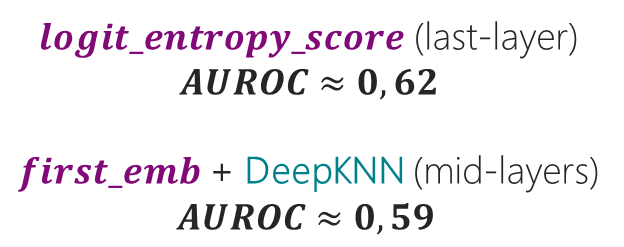 logit_entropy_score (last-layer)
AUROC ≈ 0,62
first_emb + DeepKNN (mid-layers)
AUROC ≈ 0,59